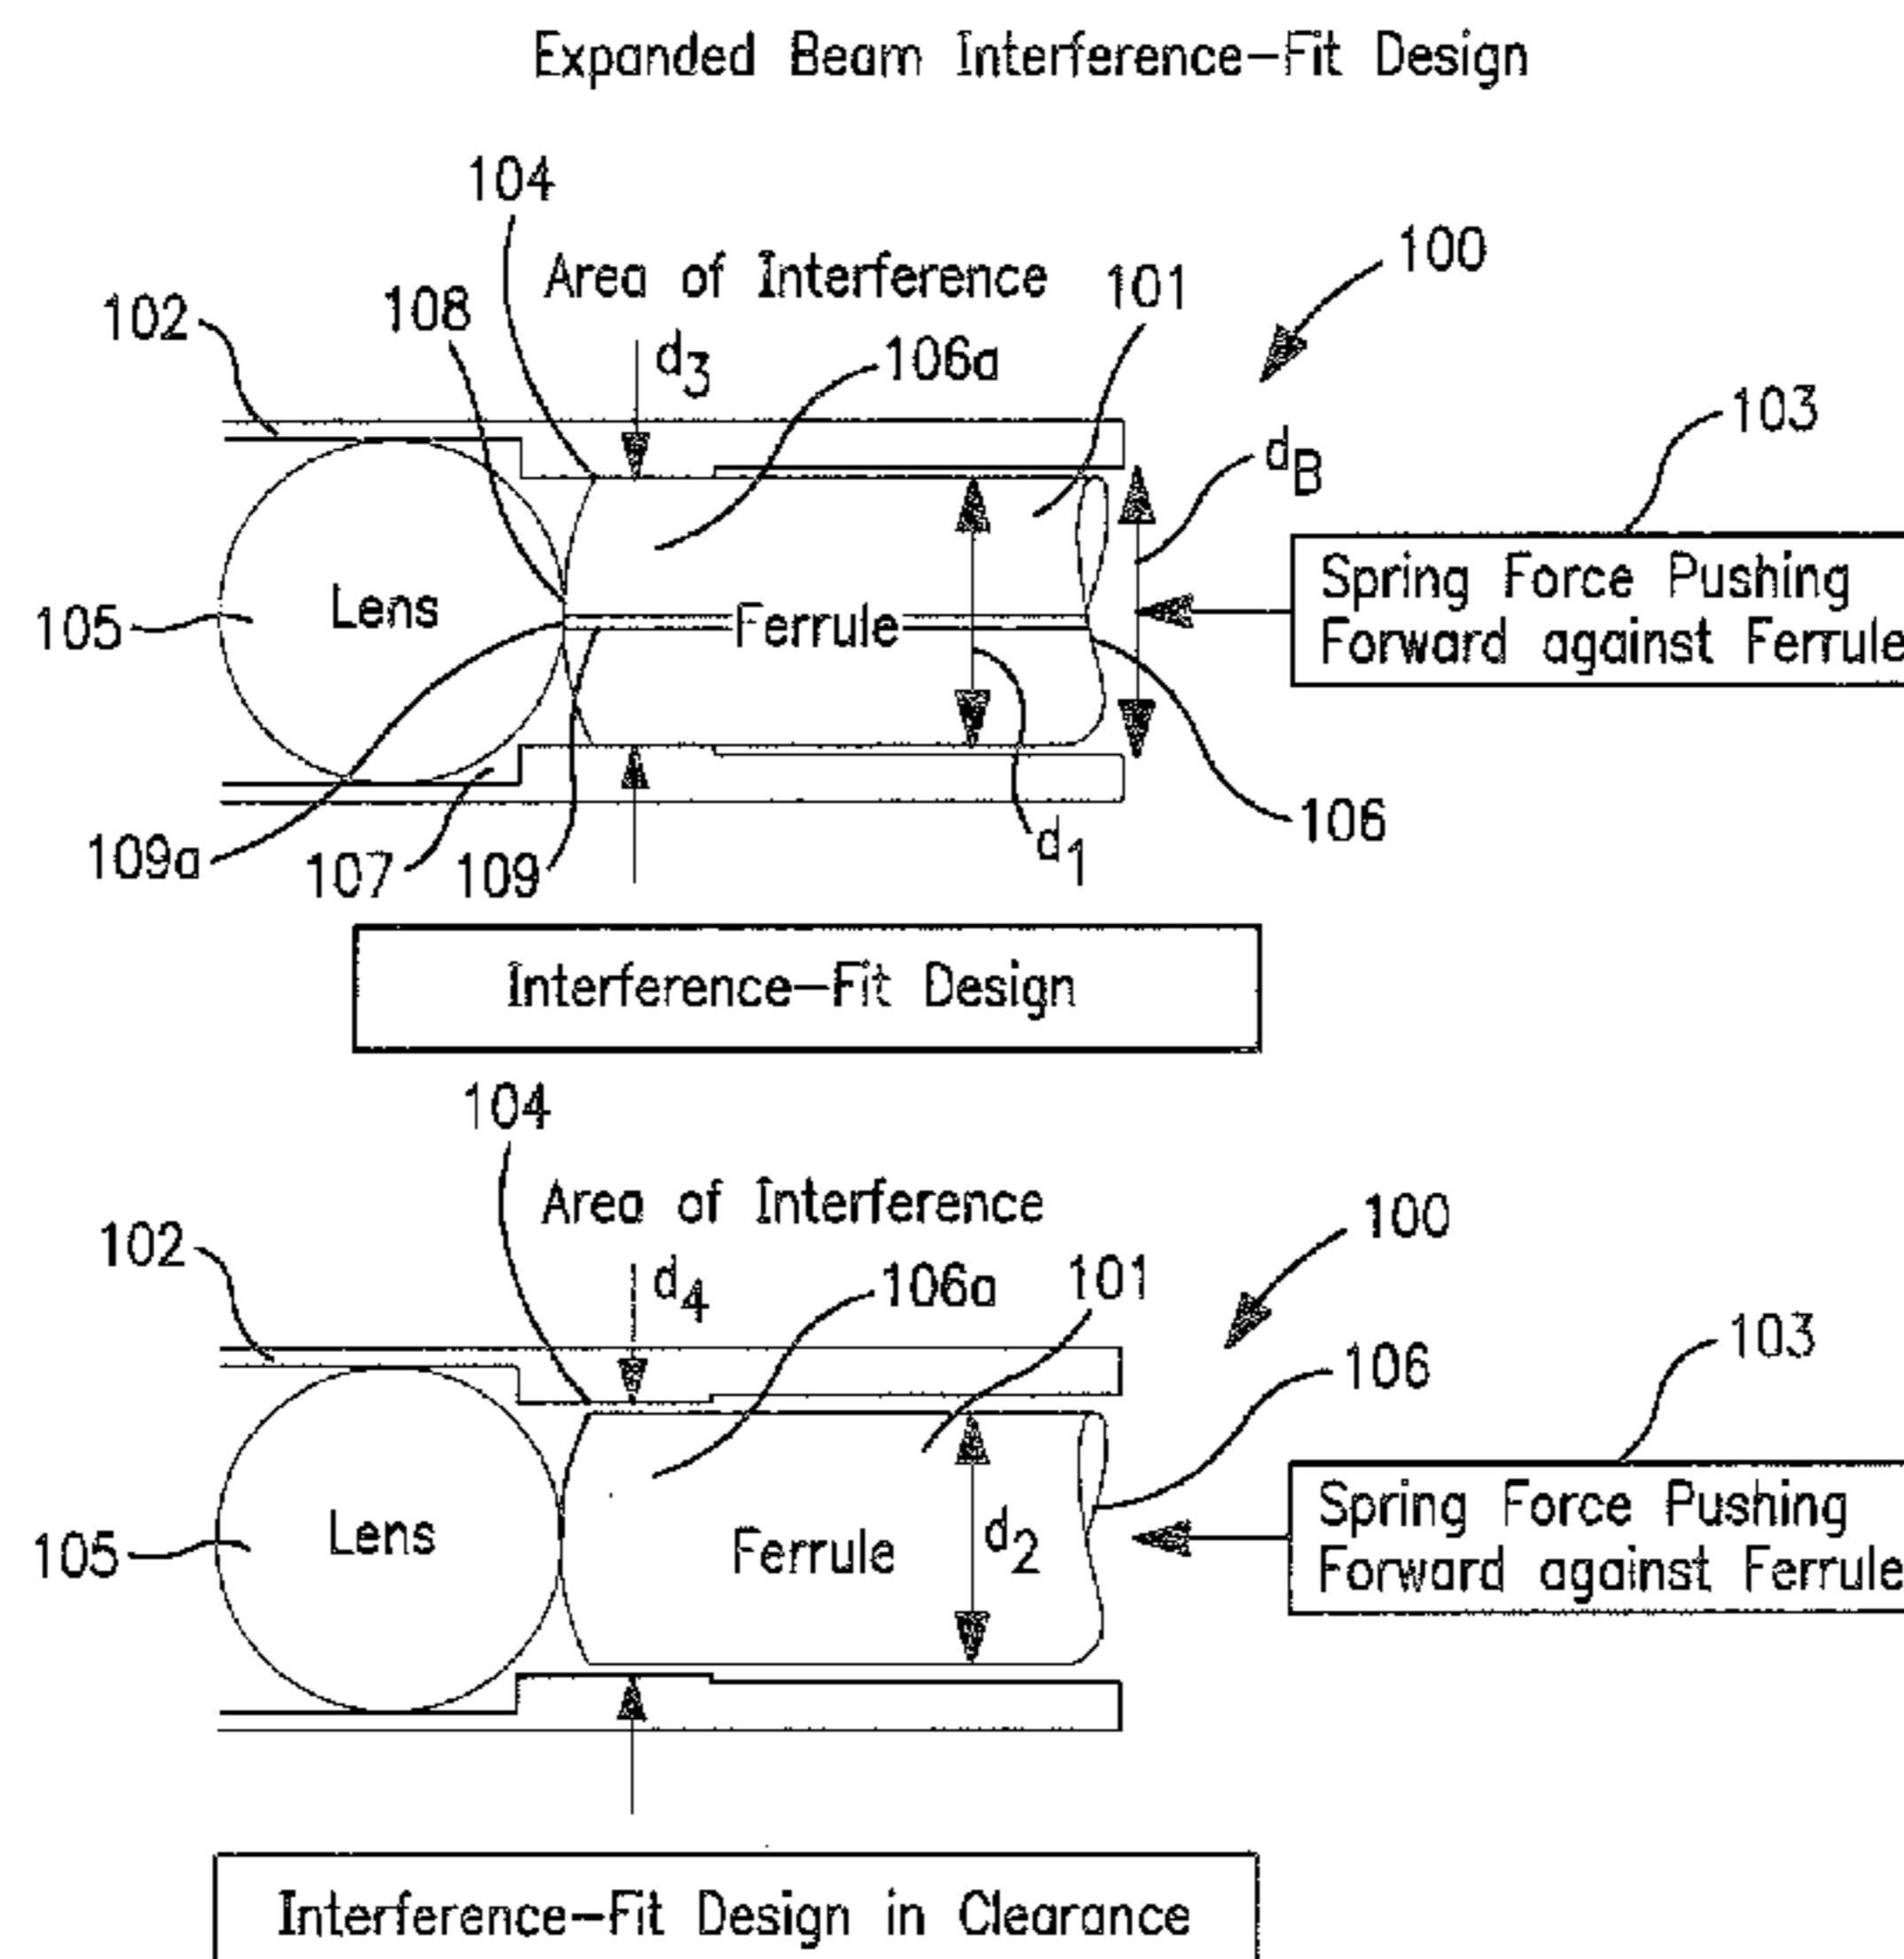 Expanded Beam Interference-Fit Design
104
Area of Interference
100
102
108
d3
106a
101
103
dB
Spring Force Pushing
Forward against Ferrule
105
Lens
Ferrule
109a
107
109
d1
106
Interference-Fit Design
104
Area of Interference
100
102
d4
106a
101
103
106
Spring Force Pushing
Forward against Ferrule
105
Lens
Ferrule
d2
Interference-Fit Design in Clearance